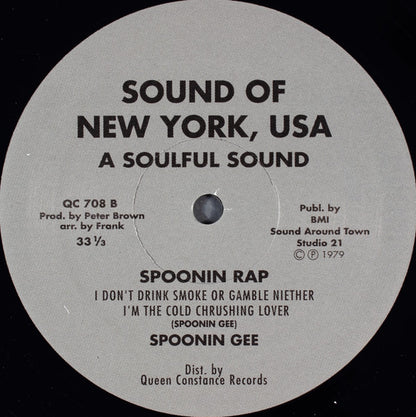 SOUND OF
NEW YORK, USA
A SOULFUL SOUND
QC 708 B
Prod. by Peter Brown
arr. by Frank
33 1/3
Publ. by
BMI
Sound Around Town
Studio 21
© ℗ 1979
SPOONIN RAP
I DON'T DRINK SMOKE OR GAMBLE NIETHER
I'M THE COLD CHRUSHING LOVER
(SPOONIN GEE)
SPOONIN GEE
Dist. by
Queen Constance Records